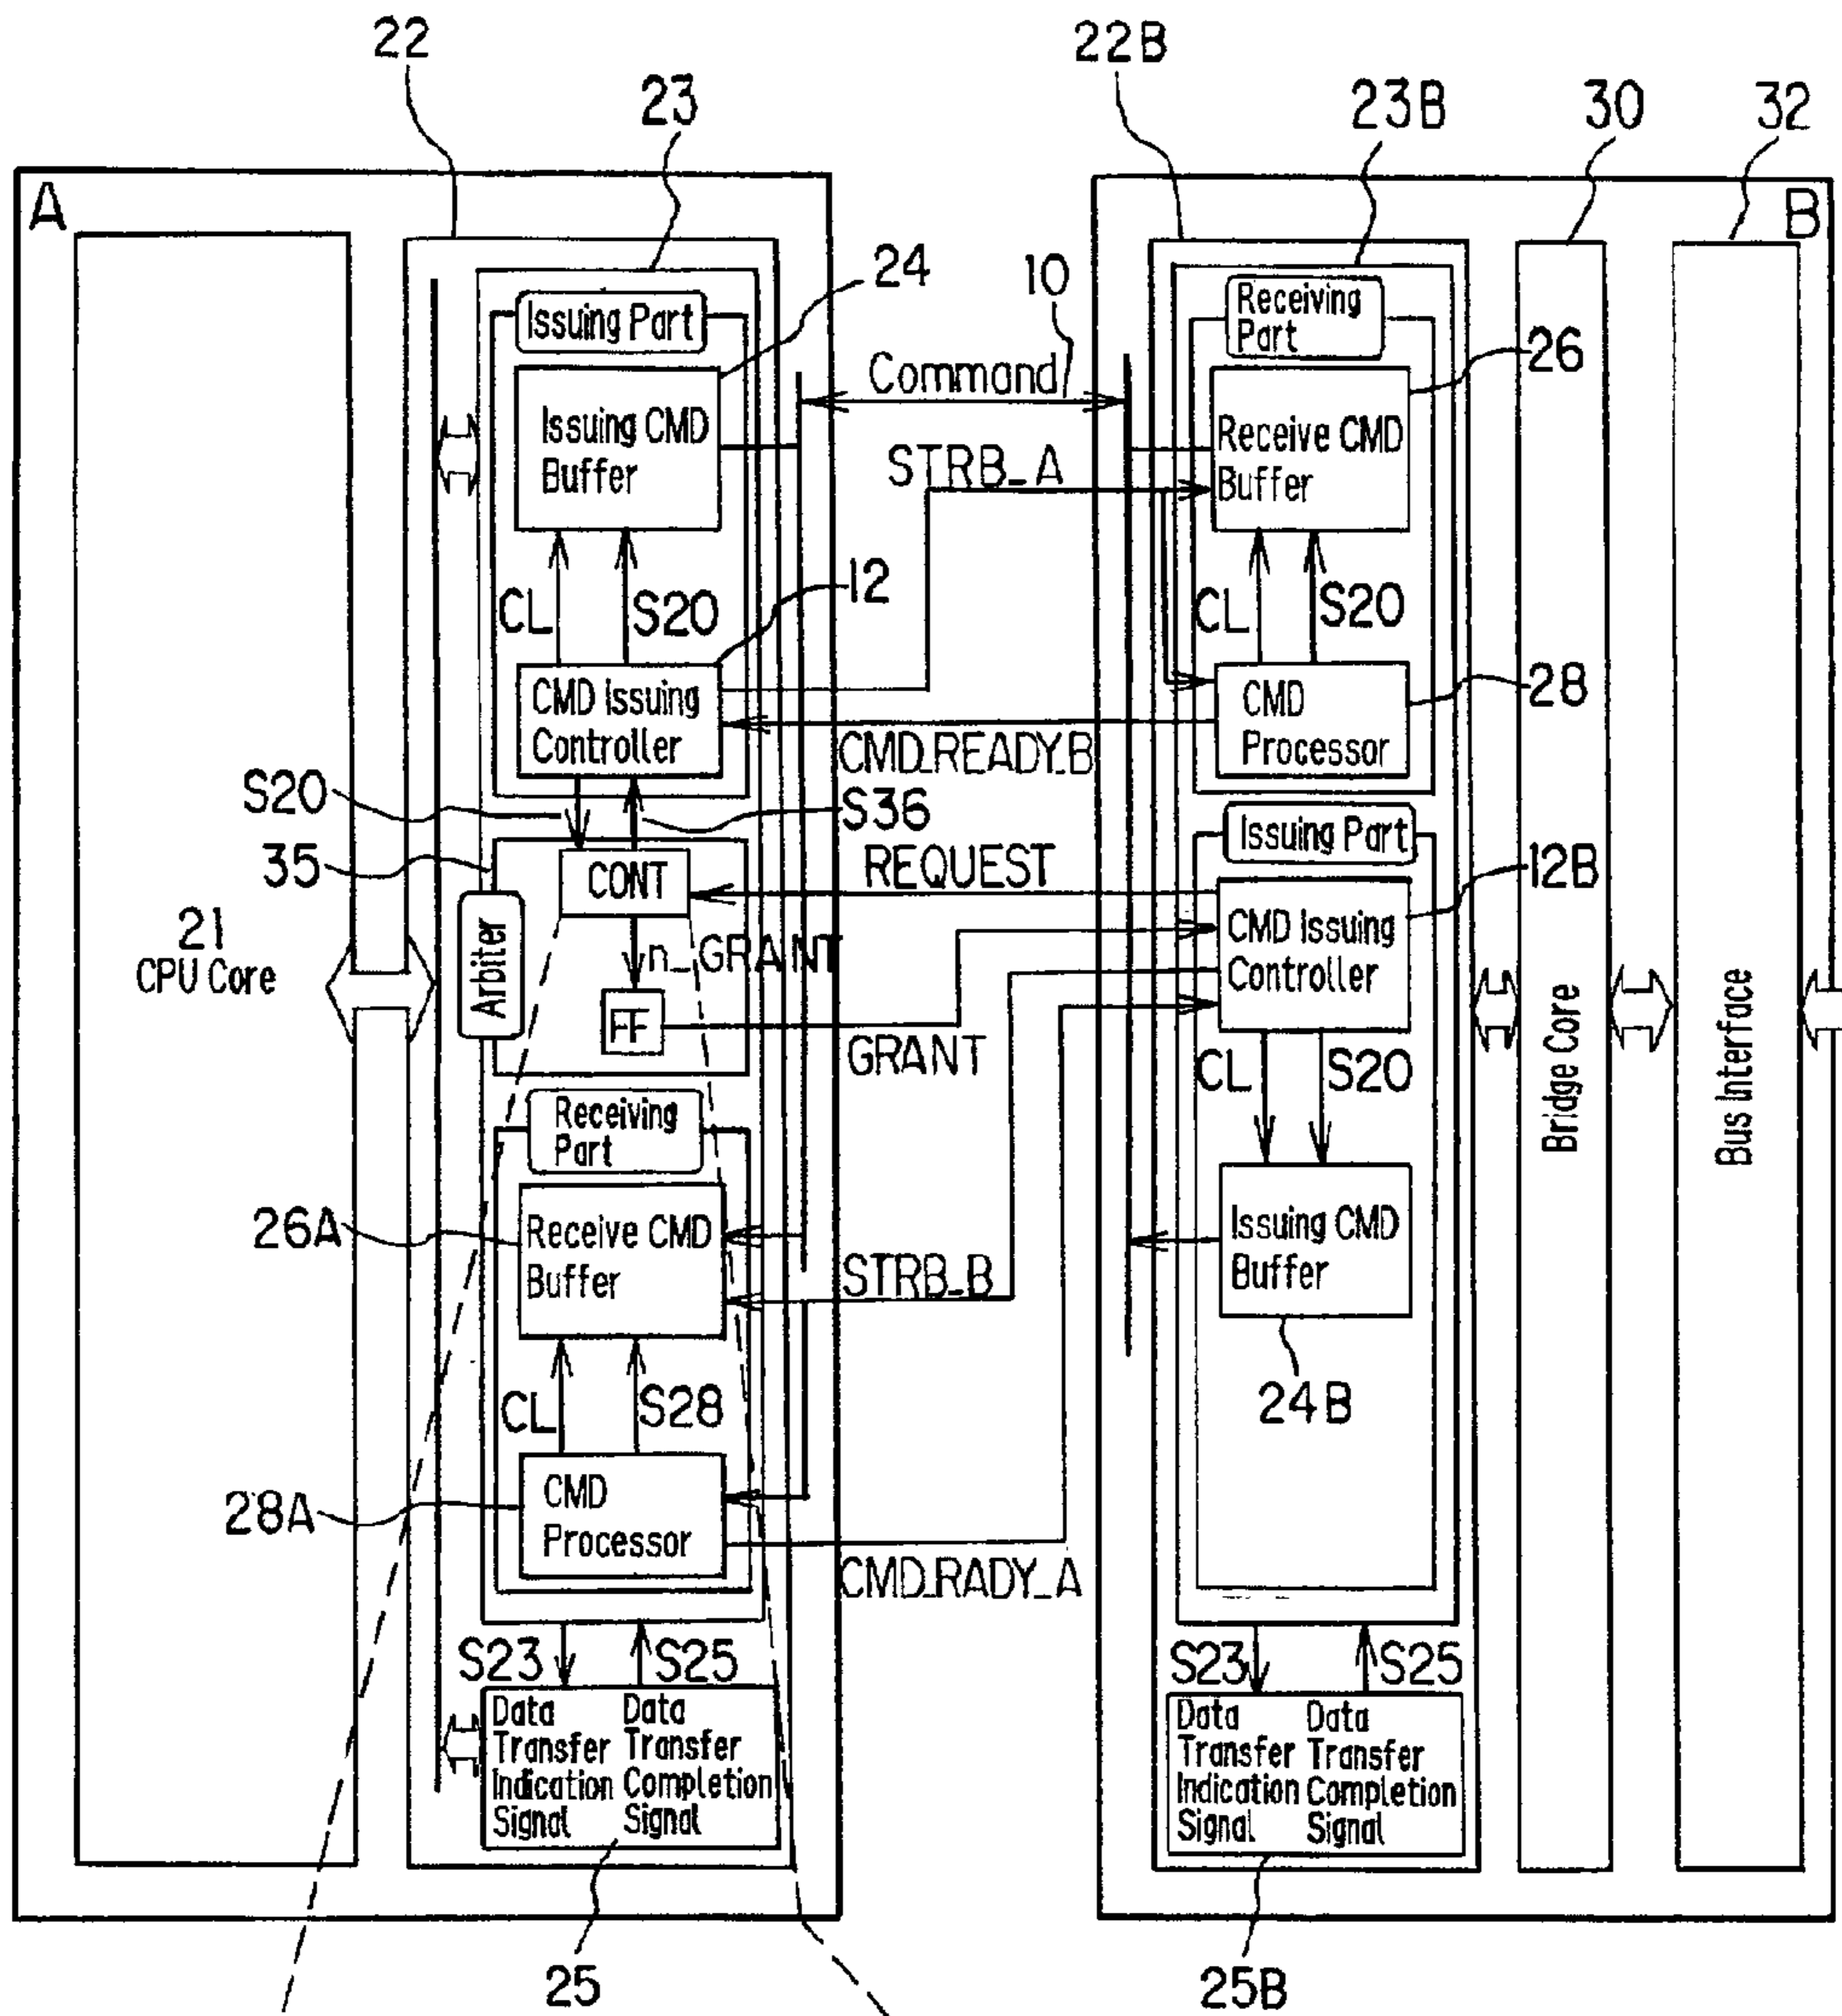 22
22B
23
23B
30
32
A
B
24
10
Issuing Part
Receiving
Part
26
Command
Issuing CMD
Buffer
Receive CMD
Buffer
STRB_A
CL
S20
12
CL
S20
CMD Issuing
Controller
CMD
Processor
28
CMD_READY_B
S20
S36
Issuing Part
35
CONT
REQUEST
12B
CMD Issuing
Controller
21
CPU Core
Arbiter
n_GRANT
FF
GRANT
CL
S20
Bridge Core
Bus Interface
Receiving
Part
26A
Receive CMD
Buffer
Issuing CMD
Buffer
STRB_B
24B
CL
S28
28A
CMD
Processor
CMD_RADY_A
S23
S25
S23
S25
Data
Transfer
Indication
Signal
Data
Transfer
Completion
Signal
Data
Transfer
Indication
Signal
Data
Transfer
Completion
Signal
25
25B